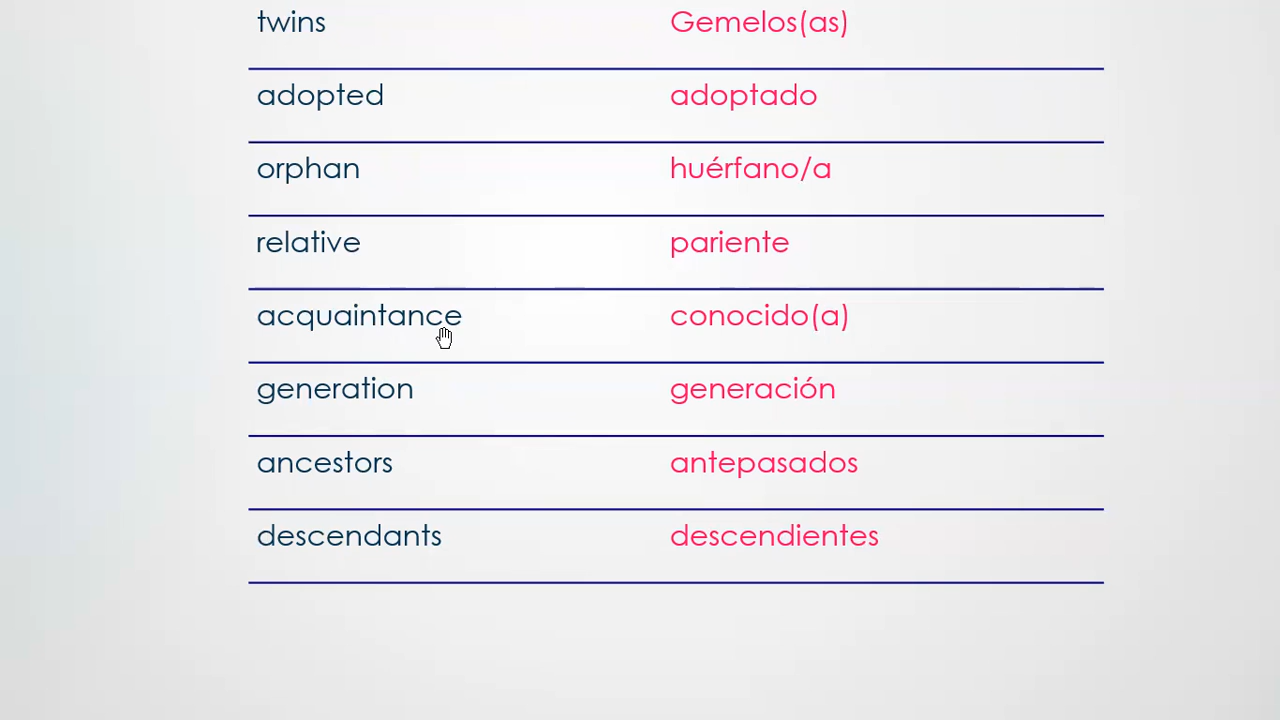 twins Gemelos(as)
adopted adoptado
orphan huérfano/a
relative pariente
acquaintance conocido(a)
generation generación
ancestors antepasados
descendants descendientes